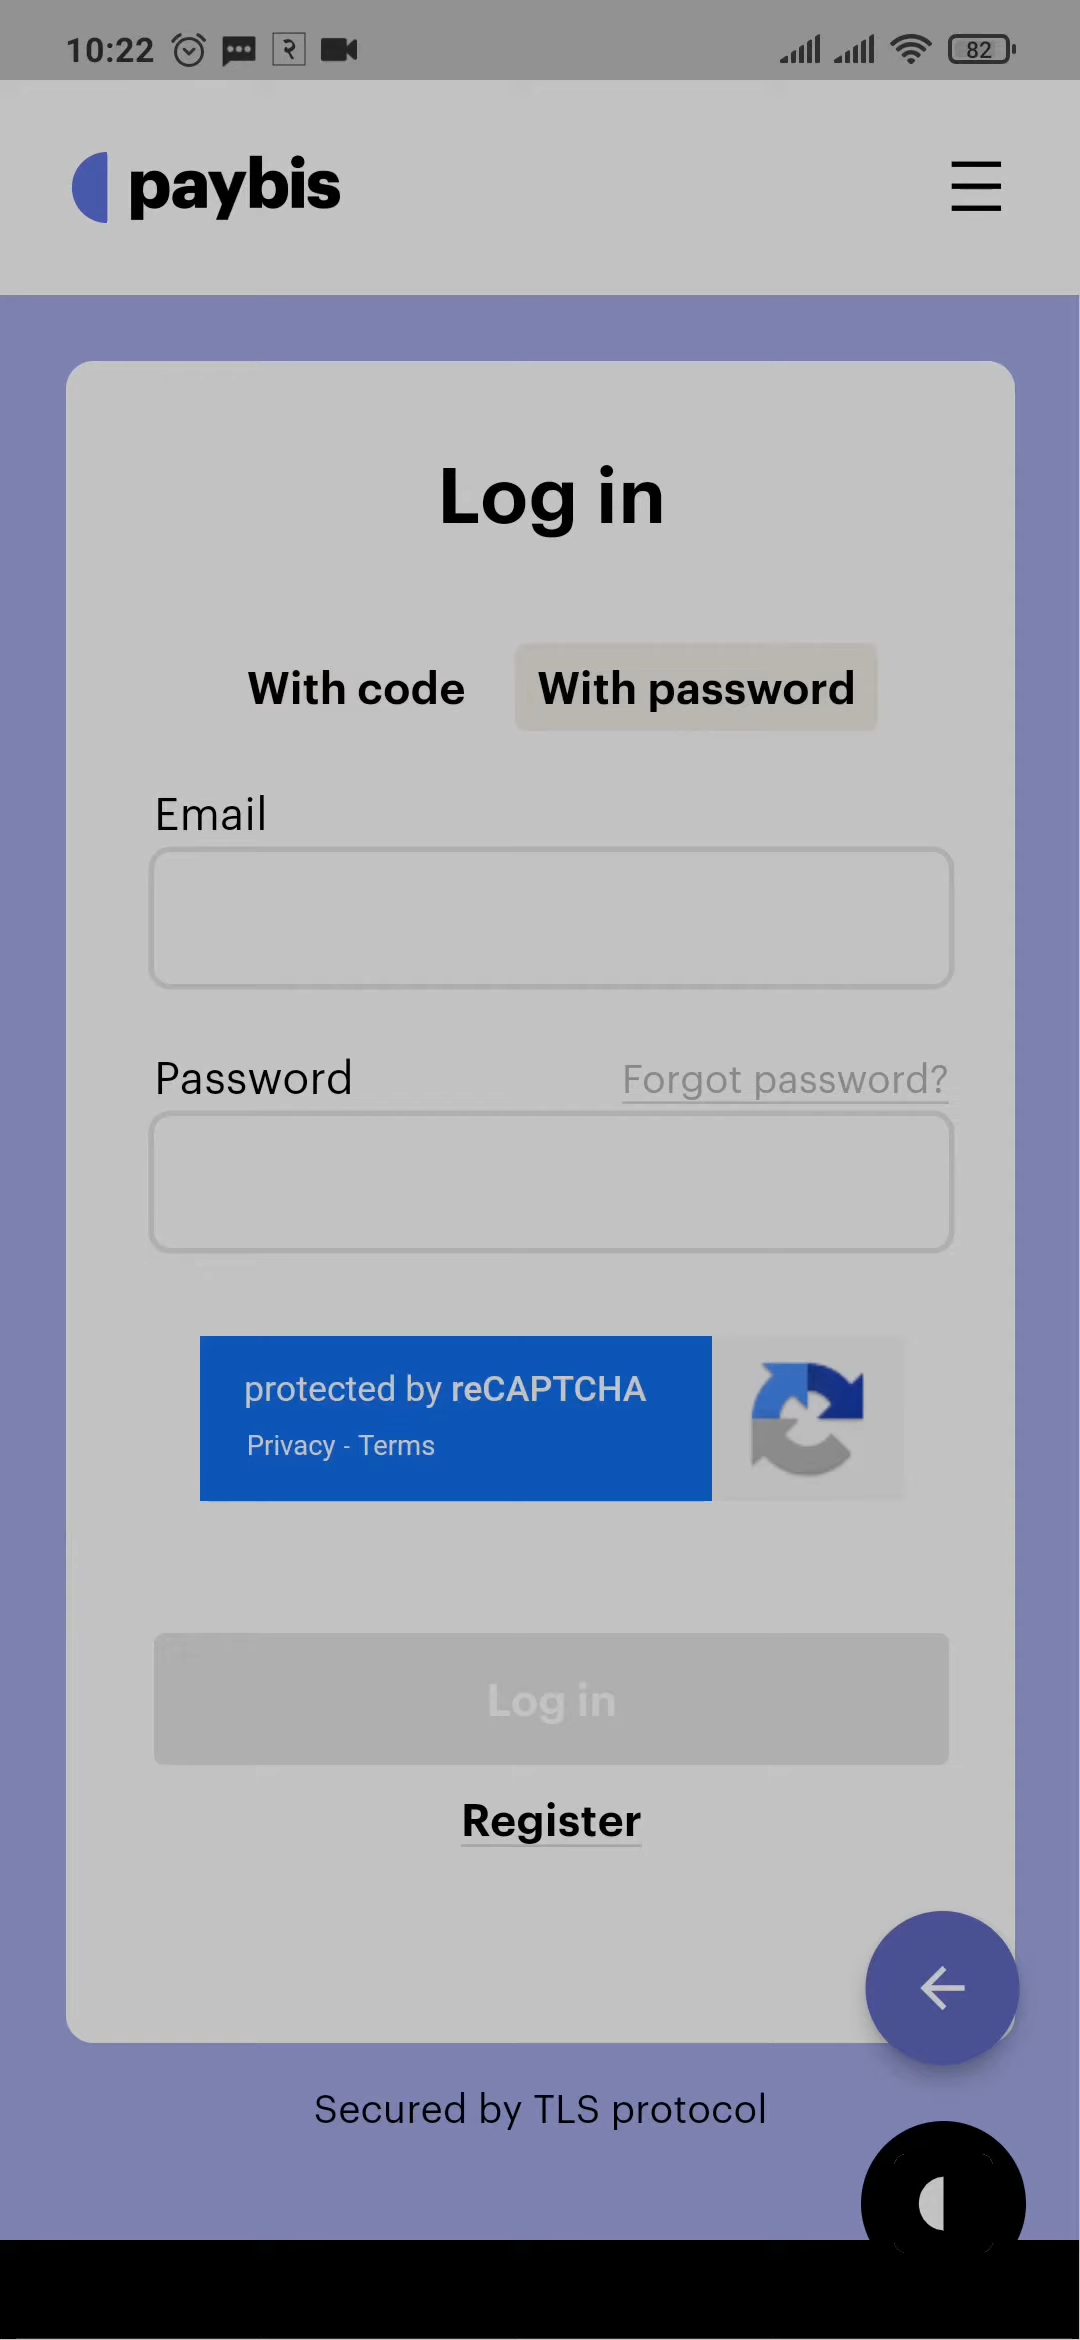 10:22
82
paybis
Log in
With code
With password
Email
Password
Forgot password?
protected by reCAPTCHA
Privacy - Terms
Log in
Register
Secured by TLS protocol